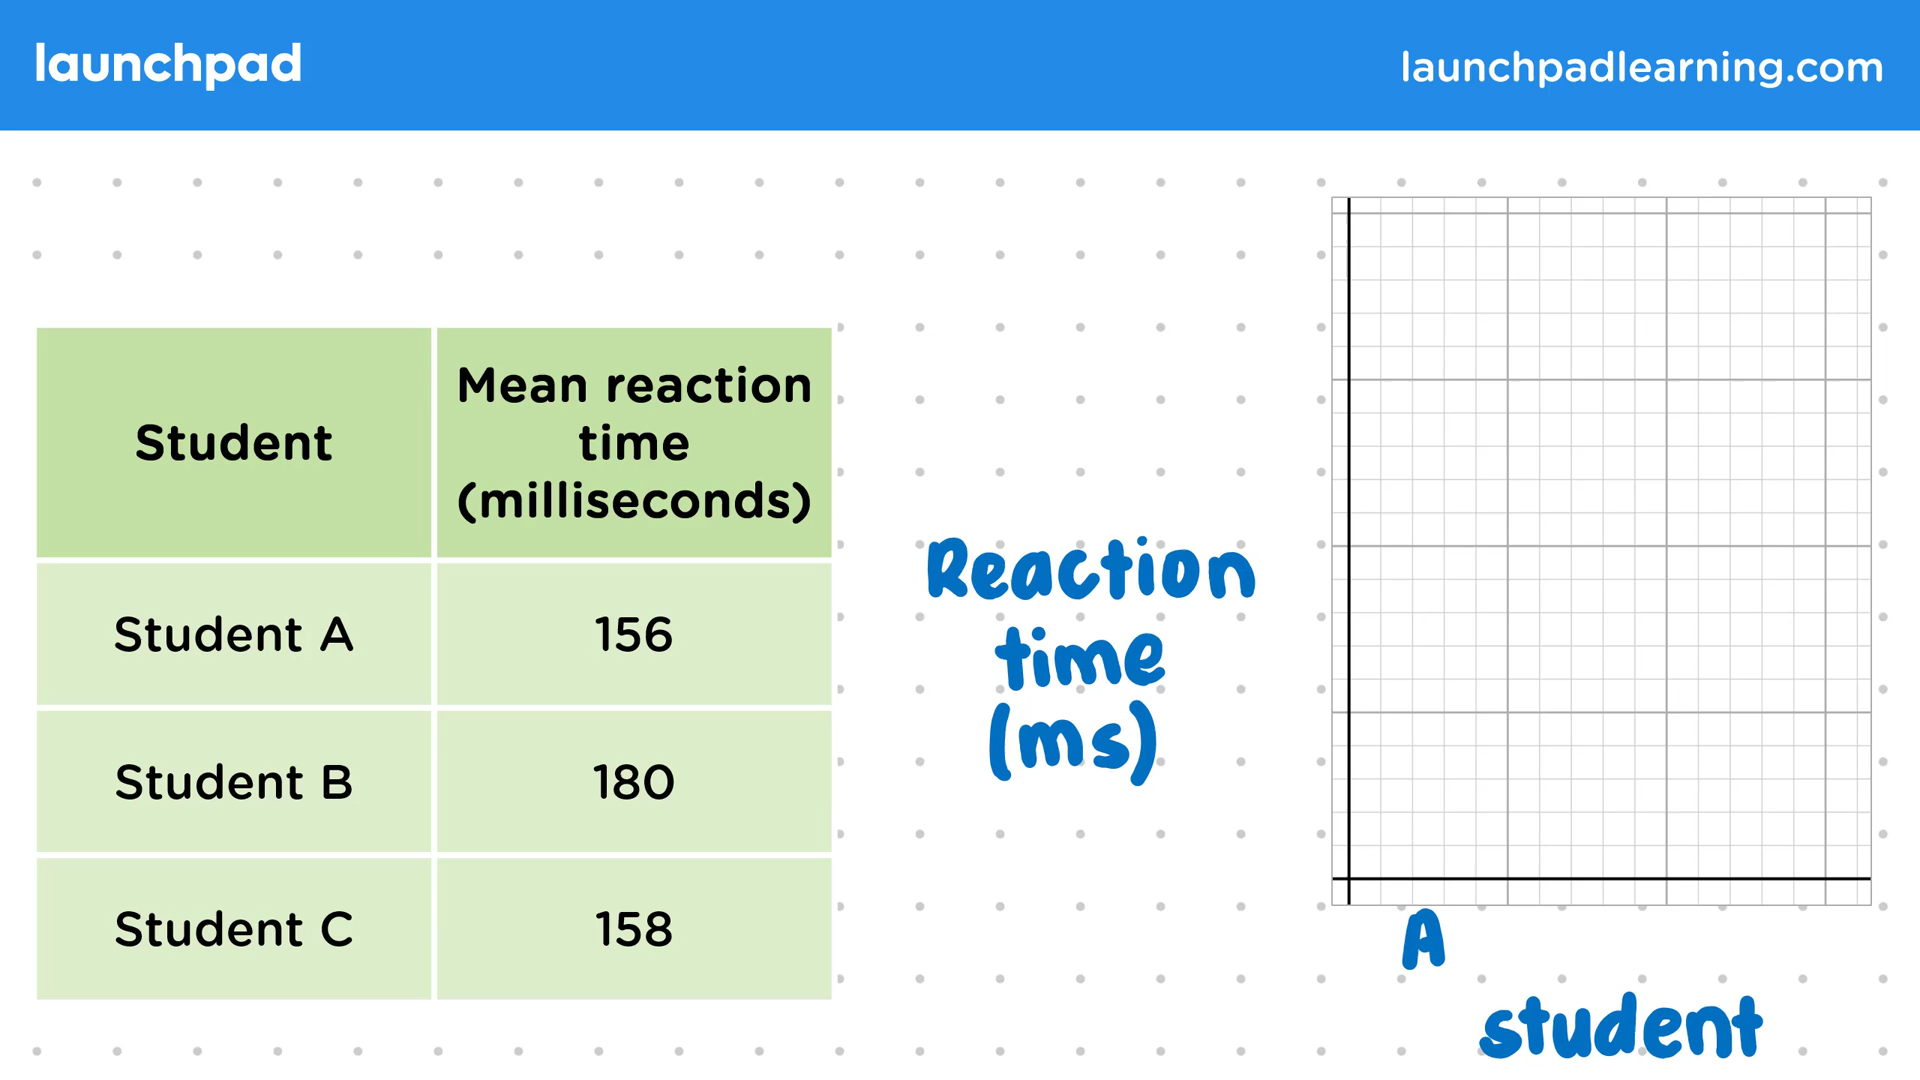 launchpad
launchpadlearning.com
Student
Mean reaction
time
(milliseconds)
Student A
156
Student B
180
Student C
158
Reaction
time
(ms)
A
student